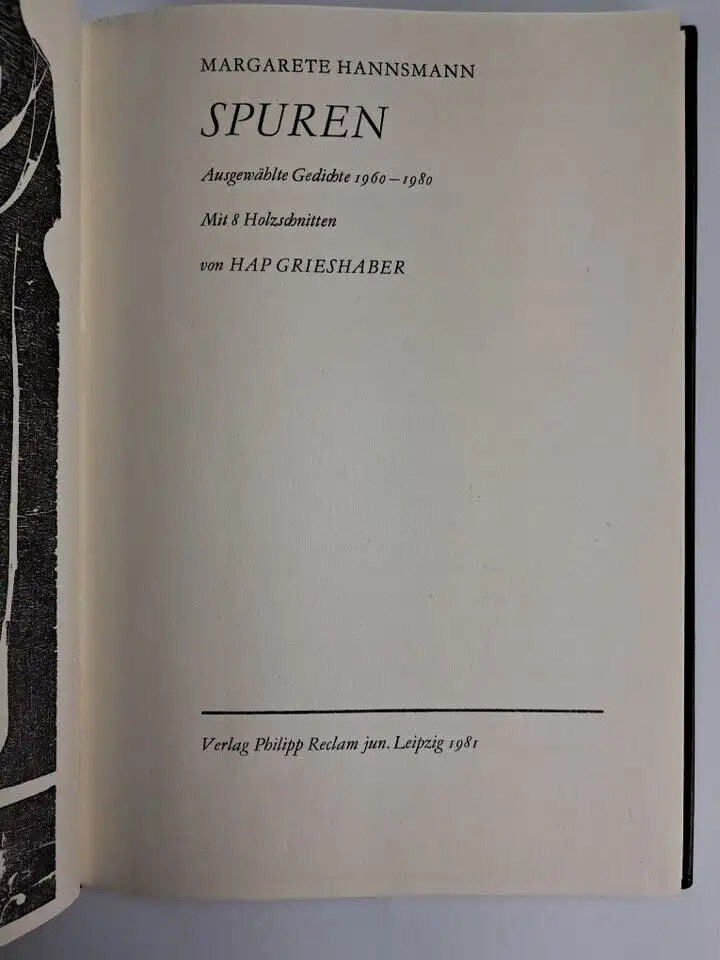 MARGARETE HANNSMANN
SPUREN
Ausgewählte Gedichte 1960–1980
Mit 8 Holzschnitten
von HAP GRIESHABER
Verlag Philipp Reclam jun. Leipzig 1981